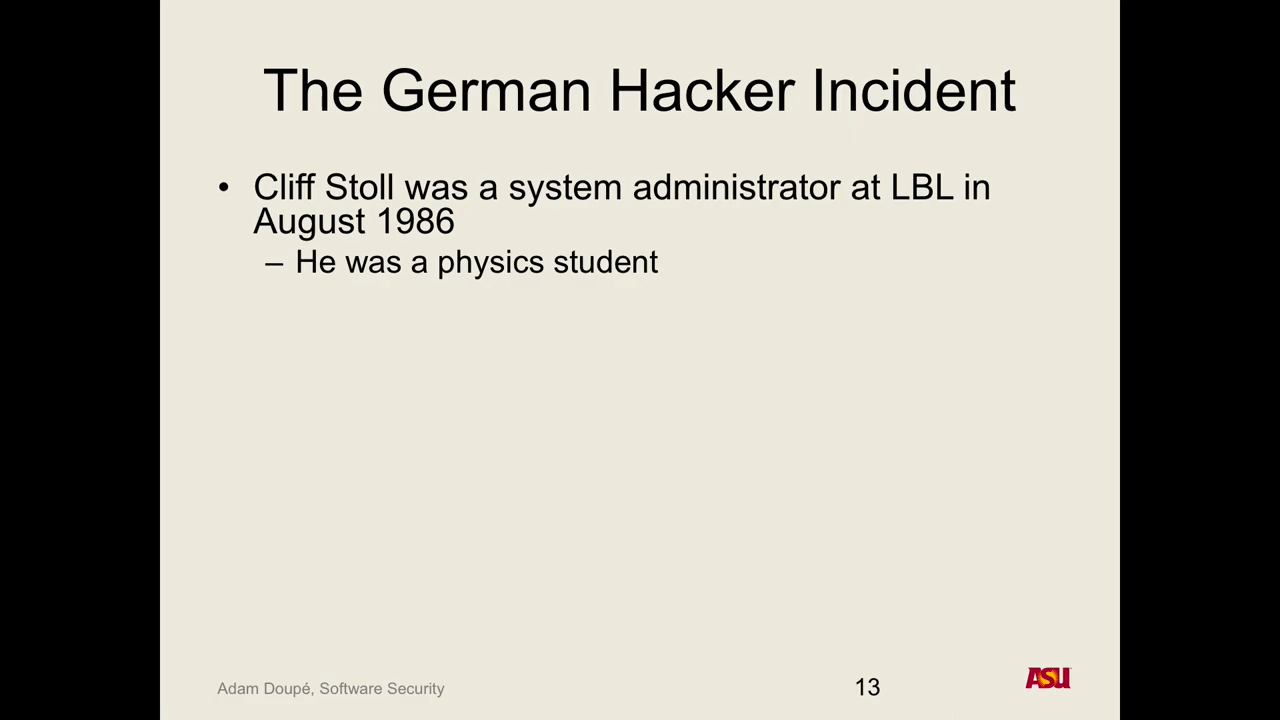 The German Hacker Incident
• Cliff Stoll was a system administrator at LBL in
August 1986
– He was a physics student
Adam Doupé, Software Security
13
ASU